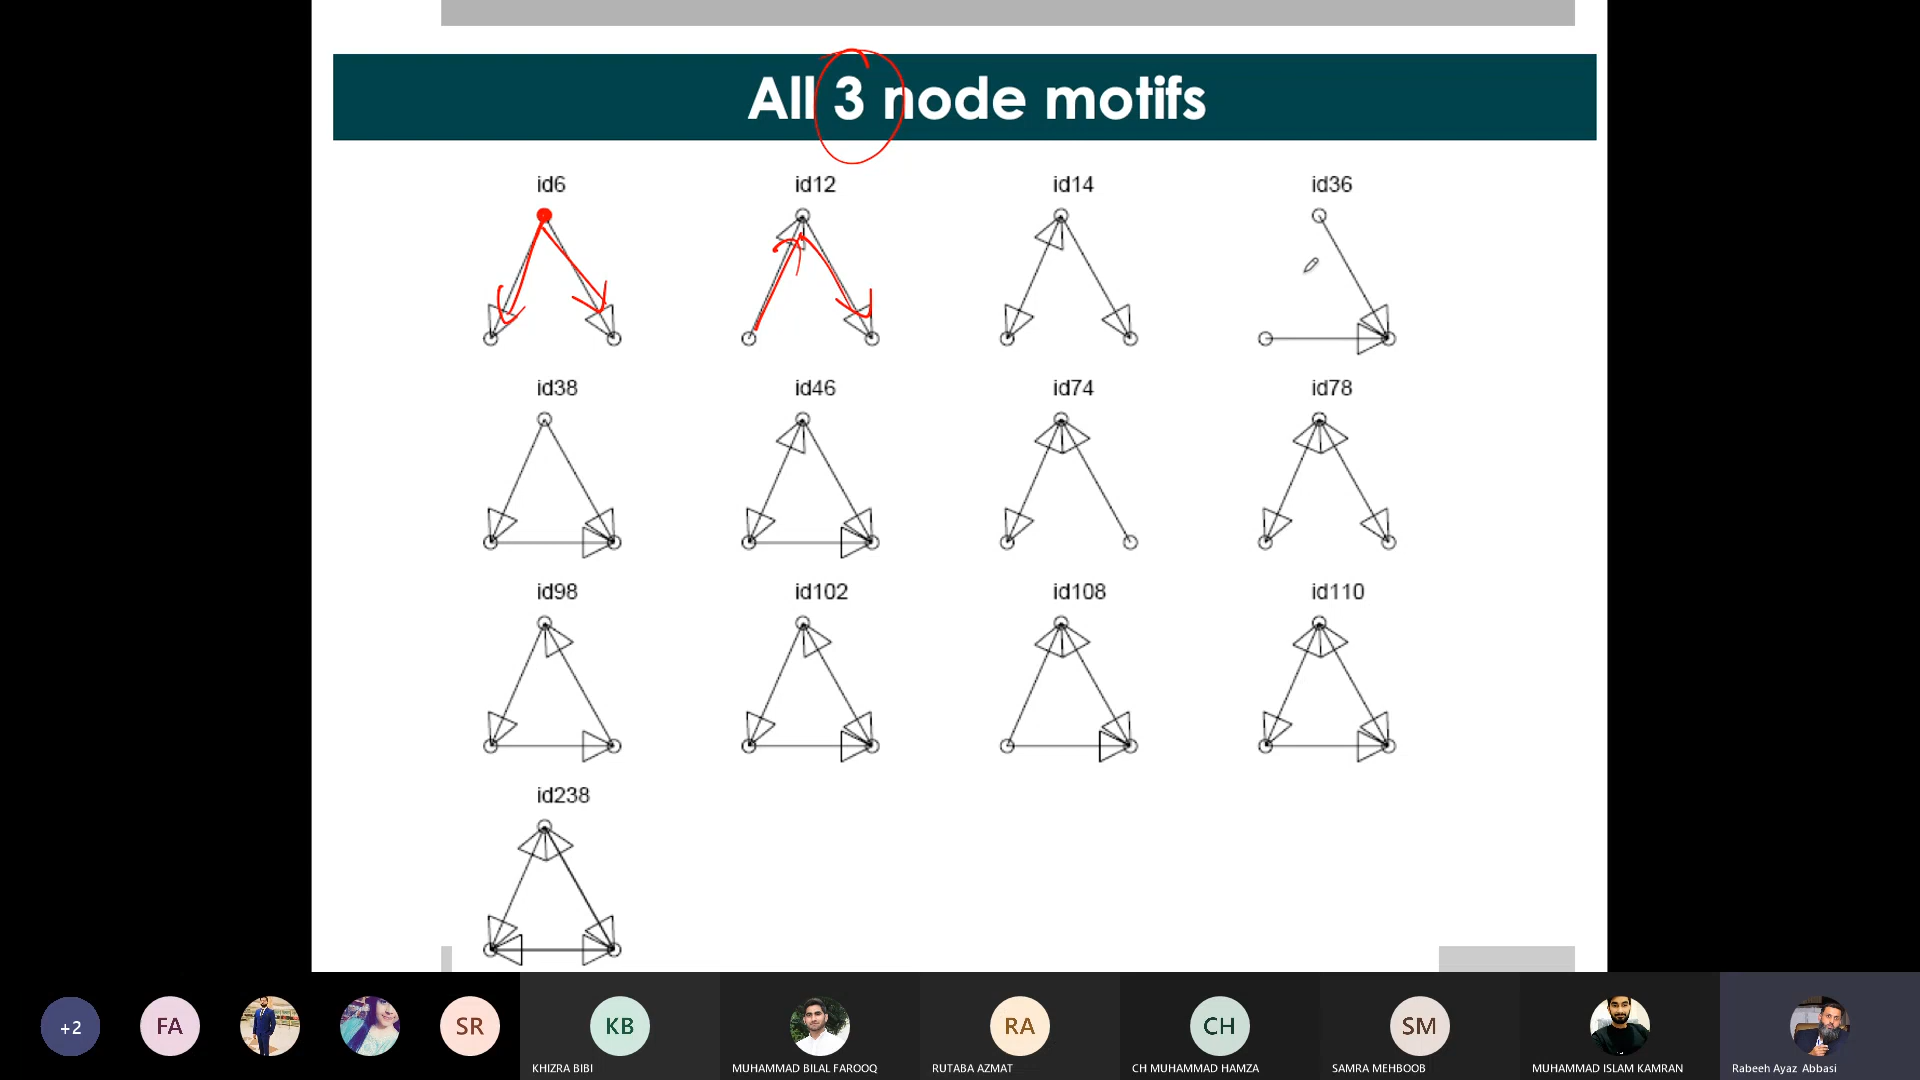 All 3 node motifs
id6 id12 id14 id36
id38 id46 id74 id78
id98 id102 id108 id110
id238
+2 FA SR KB RA CH SM
KHIZRA BIBI MUHAMMAD BILAL FAROOQ RUTABA AZMAT CH MUHAMMAD HAMZA SAMRA MEHBOOB MUHAMMAD ISLAM KAMRAN Rabeeh Ayaz Abbasi